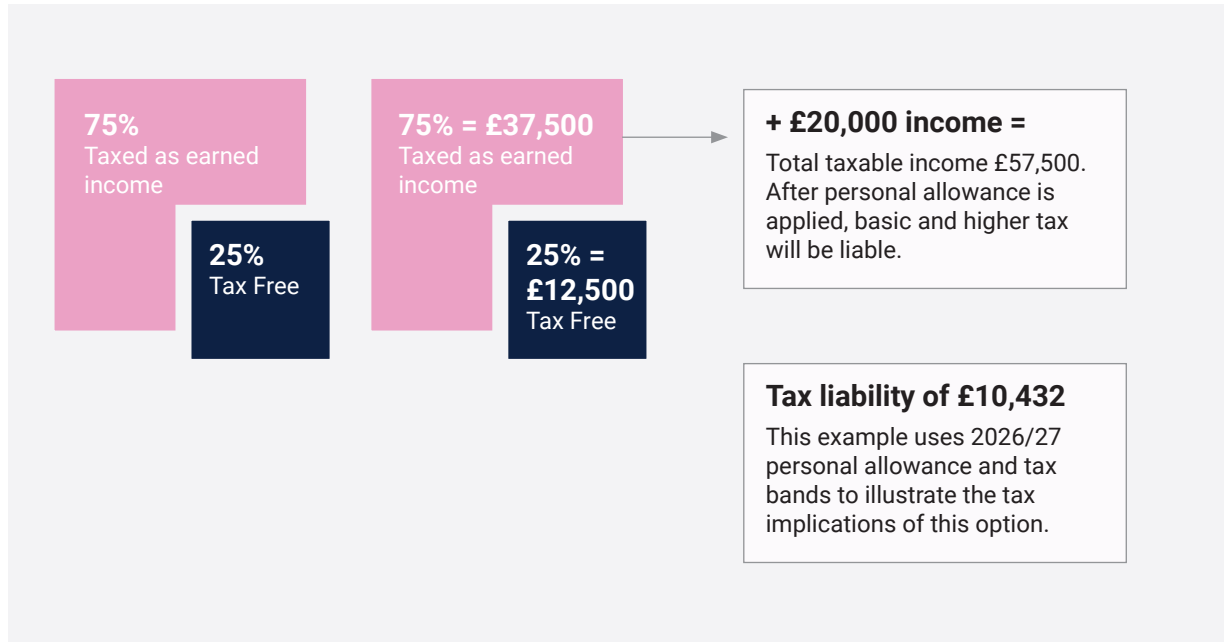 75%
Taxed as earned
income
25%
Tax Free
75% = £37,500
Taxed as earned
income
25% =
£12,500
Tax Free
+ £20,000 income =
Total taxable income £57,500.
After personal allowance is
applied, basic and higher tax
will be liable.
Tax liability of £10,432
This example uses 2026/27
personal allowance and tax
bands to illustrate the tax
implications of this option.